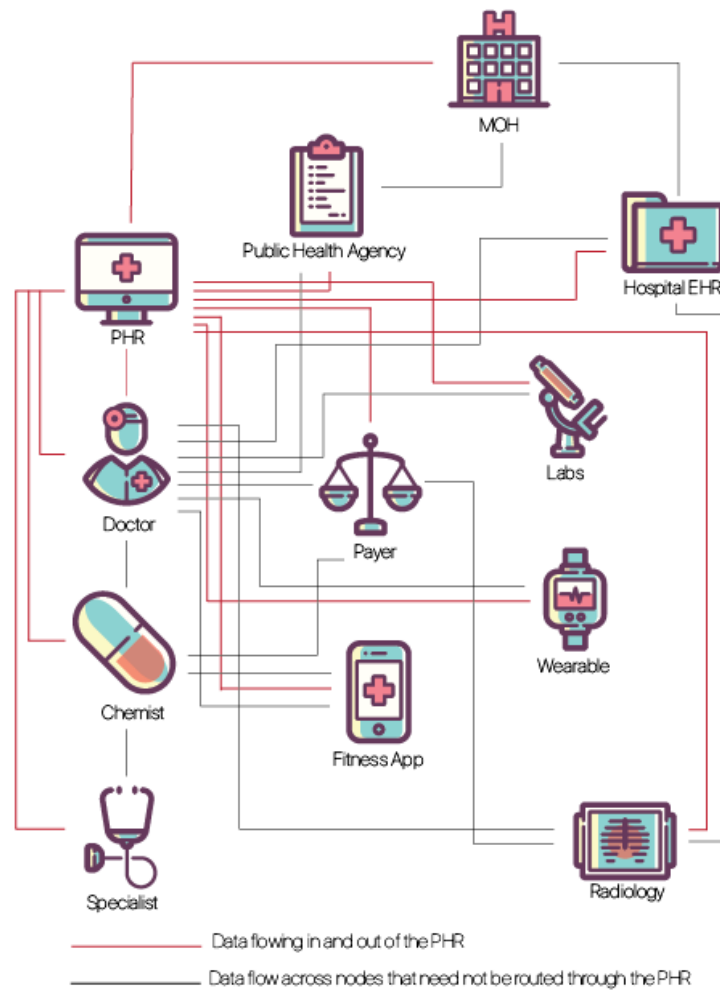 MOH
Public Health Agency
Hospital EHR
PHR
Labs
Doctor
Payer
Wearable
Chemist
Fitness App
Radiology
Specialist
Data flowing in and out of the PHR
Data flow across nodes that need not be routed through the PHR